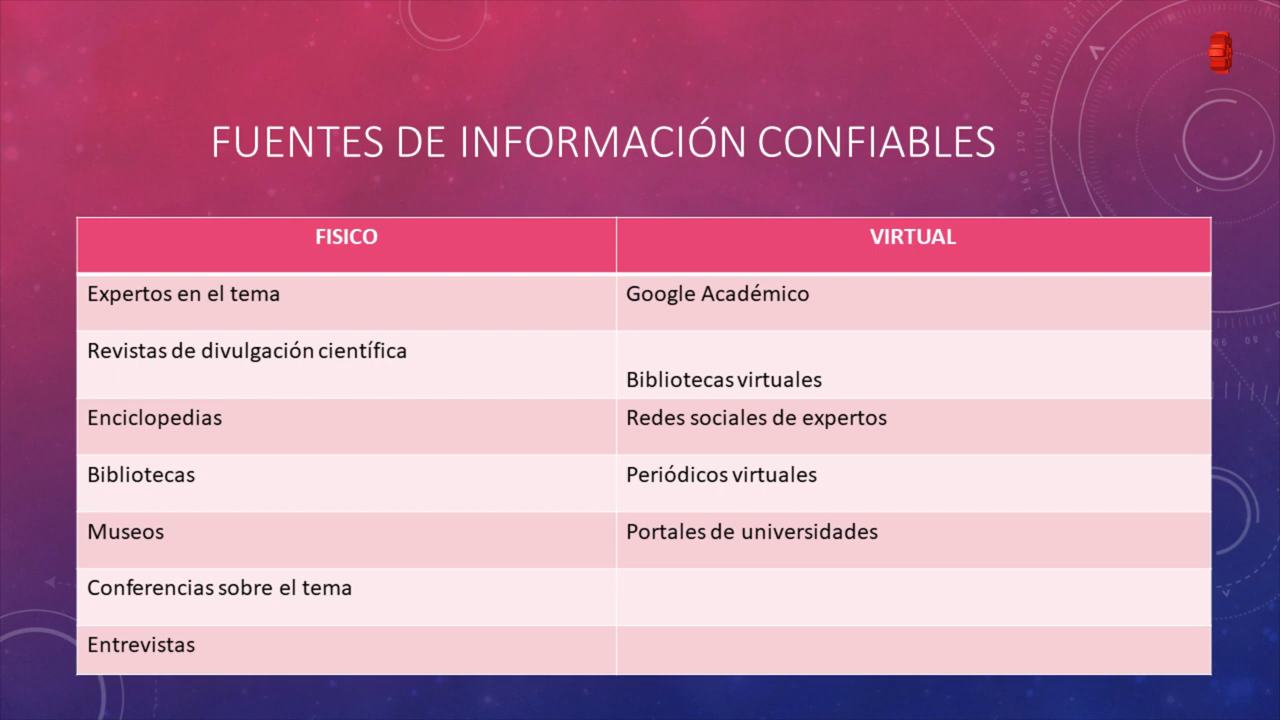 FUENTES DE INFORMACIÓN CONFIABLES
FISICO VIRTUAL
Expertos en el tema Google Académico
Revistas de divulgación científica
Bibliotecas virtuales
Enciclopedias Redes sociales de expertos
Bibliotecas Periódicos virtuales
Museos Portales de universidades
Conferencias sobre el tema
Entrevistas